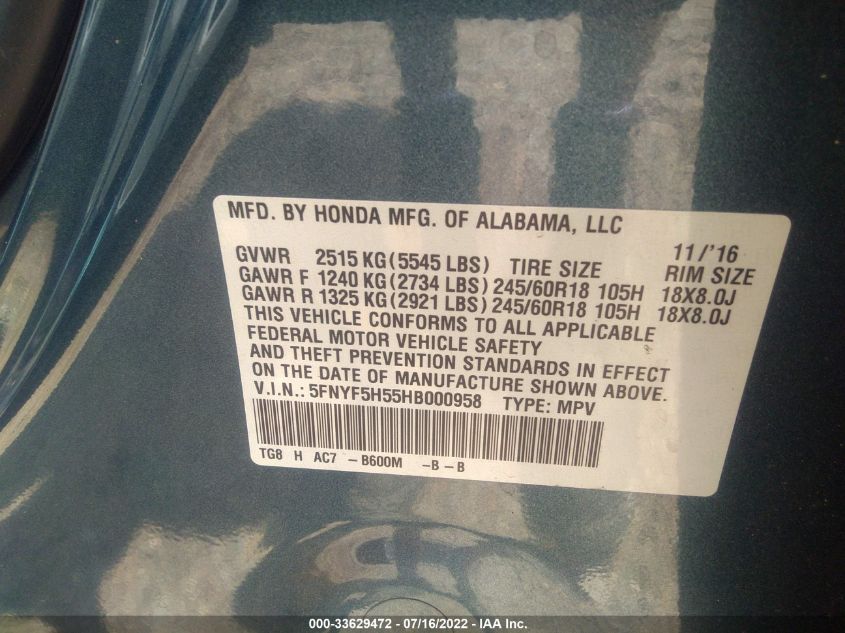 MFD. BY HONDA MFG. OF ALABAMA, LLC
11/'16
GVWR 2515 KG (5545 LBS) TIRE SIZE RIM SIZE
GAWR F 1240 KG (2734 LBS) 245/60R18 105H 18X8.0J
GAWR R 1325 KG (2921 LBS) 245/60R18 105H 18X8.0J
THIS VEHICLE CONFORMS TO ALL APPLICABLE
FEDERAL MOTOR VEHICLE SAFETY
AND THEFT PREVENTION STANDARDS IN EFFECT
ON THE DATE OF MANUFACTURE SHOWN ABOVE.
V.I.N.: 5FNYF5H55HB000958 TYPE: MPV
TG8 H AC7 -B600M -B-B
000-33629472 - 07/16/2022 - IAA Inc.